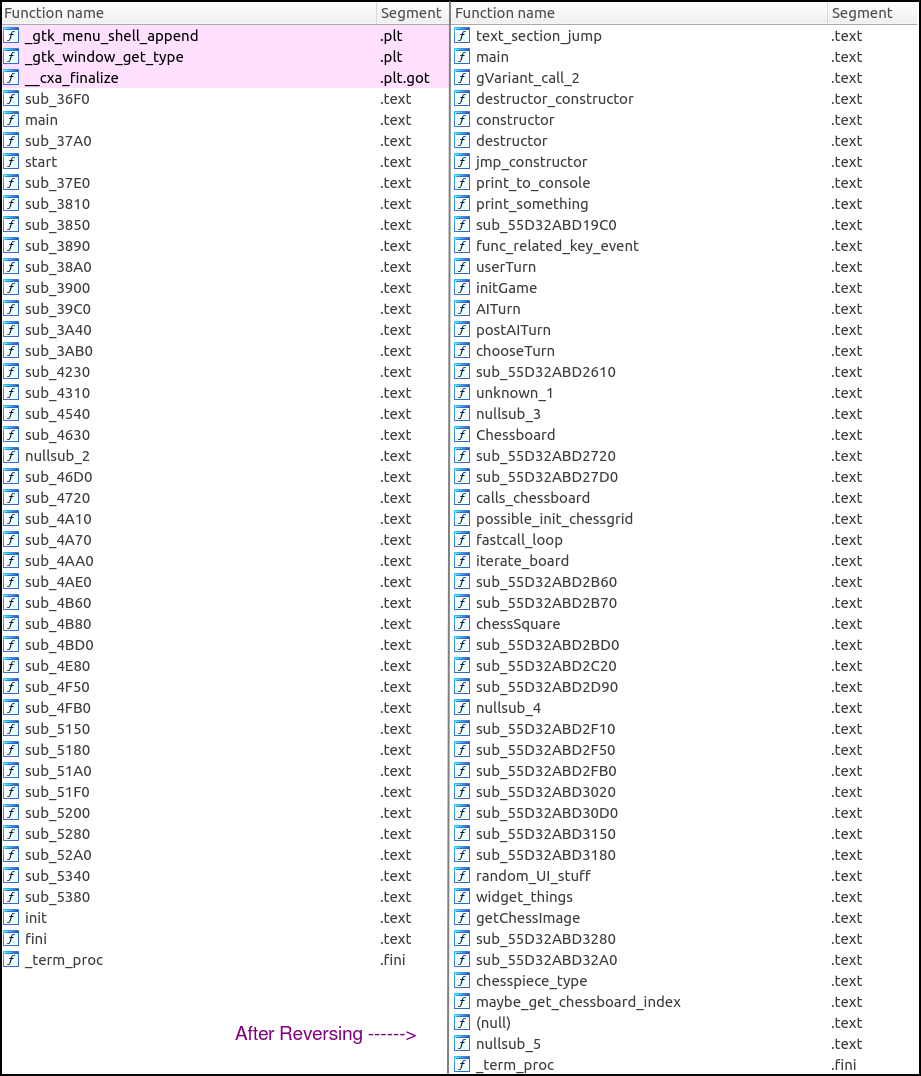 Function name Segment
_gtk_menu_shell_append .plt
_gtk_window_get_type .plt
__cxa_finalize .plt.got
sub_36F0 .text
main .text
sub_37A0 .text
start .text
sub_37E0 .text
sub_3810 .text
sub_3850 .text
sub_3890 .text
sub_38A0 .text
sub_3900 .text
sub_39C0 .text
sub_3A40 .text
sub_3AB0 .text
sub_4230 .text
sub_4310 .text
sub_4540 .text
sub_4630 .text
nullsub_2 .text
sub_46D0 .text
sub_4720 .text
sub_4A10 .text
sub_4A70 .text
sub_4AA0 .text
sub_4AE0 .text
sub_4B60 .text
sub_4B80 .text
sub_4BD0 .text
sub_4E80 .text
sub_4F50 .text
sub_4FB0 .text
sub_5150 .text
sub_5180 .text
sub_51A0 .text
sub_51F0 .text
sub_5200 .text
sub_5280 .text
sub_52A0 .text
sub_5340 .text
sub_5380 .text
init .text
fini .text
_term_proc .fini
After Reversing ------>
Function name Segment
text_section_jump .text
main .text
gVariant_call_2 .text
destructor_constructor .text
constructor .text
destructor .text
jmp_constructor .text
print_to_console .text
print_something .text
sub_55D32ABD19C0 .text
func_related_key_event .text
userTurn .text
initGame .text
AITurn .text
postAITurn .text
chooseTurn .text
sub_55D32ABD2610 .text
unknown_1 .text
nullsub_3 .text
Chessboard .text
sub_55D32ABD2720 .text
sub_55D32ABD27D0 .text
calls_chessboard .text
possible_init_chessgrid .text
fastcall_loop .text
iterate_board .text
sub_55D32ABD2B60 .text
sub_55D32ABD2B70 .text
chessSquare .text
sub_55D32ABD2BD0 .text
sub_55D32ABD2C20 .text
sub_55D32ABD2D90 .text
nullsub_4 .text
sub_55D32ABD2F10 .text
sub_55D32ABD2F50 .text
sub_55D32ABD2FB0 .text
sub_55D32ABD3020 .text
sub_55D32ABD30D0 .text
sub_55D32ABD3150 .text
sub_55D32ABD3180 .text
random_UI_stuff .text
widget_things .text
getChessImage .text
sub_55D32ABD3280 .text
sub_55D32ABD32A0 .text
chesspiece_type .text
maybe_get_chessboard_index .text
(null) .text
nullsub_5 .text
_term_proc .fini